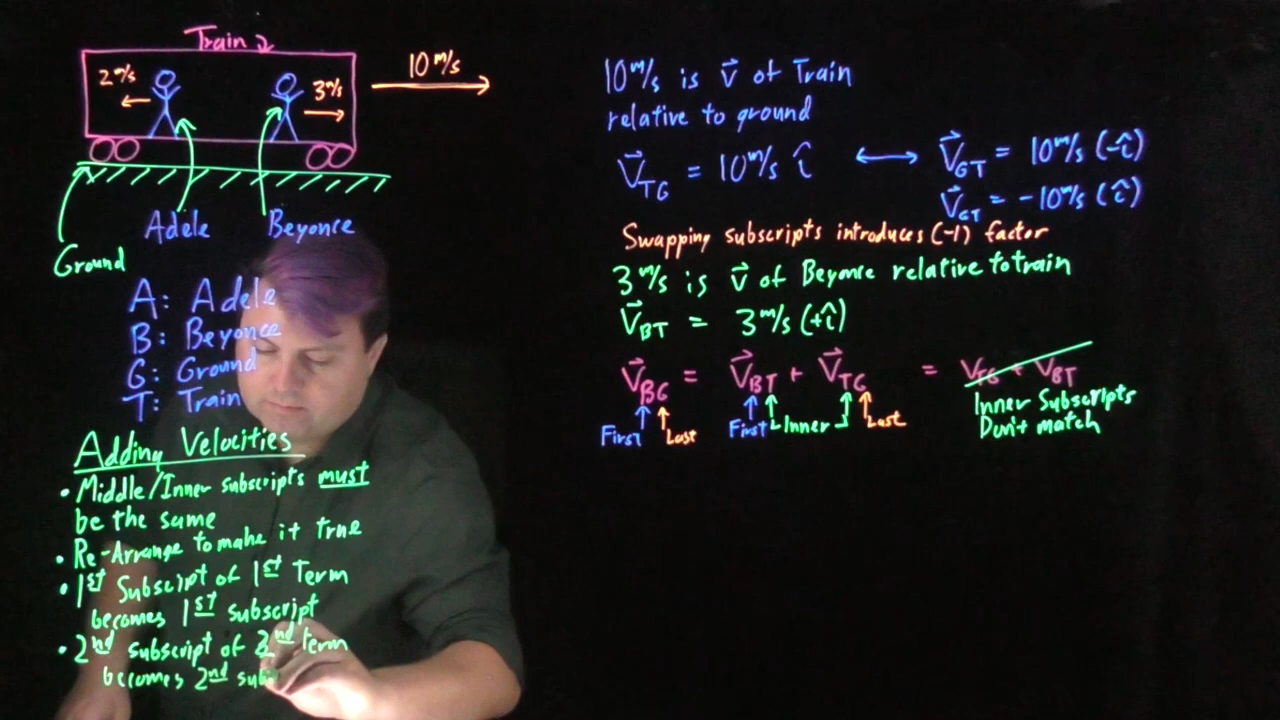 Train 2
2 m/s
3 m/s
10 m/s
Adele
Beyonce
Ground
A: Adele
B: Beyonce
G: Ground
T: Train
Adding Velocities
• Middle/Inner subscripts must
be the same
• Re-Arrange to make it true
• 1st Subscript of 1st Term
becomes 1st subscript
• 2nd subscript of 2nd term
becomes 2nd sub
10 m/s is v⃗ of Train
relative to ground
V⃗TG = 10 m/s î ⟷ V⃗GT = 10 m/s (-î)
V⃗GT = -10 m/s (î)
Swapping subscripts introduces (-1) factor
3 m/s is v⃗ of Beyonce relative to train
V⃗BT = 3 m/s (+î)
V⃗BG = V⃗BT + V⃗TG = VTG + VBT
First Last First Inner Last
Inner Subscripts
Don't match